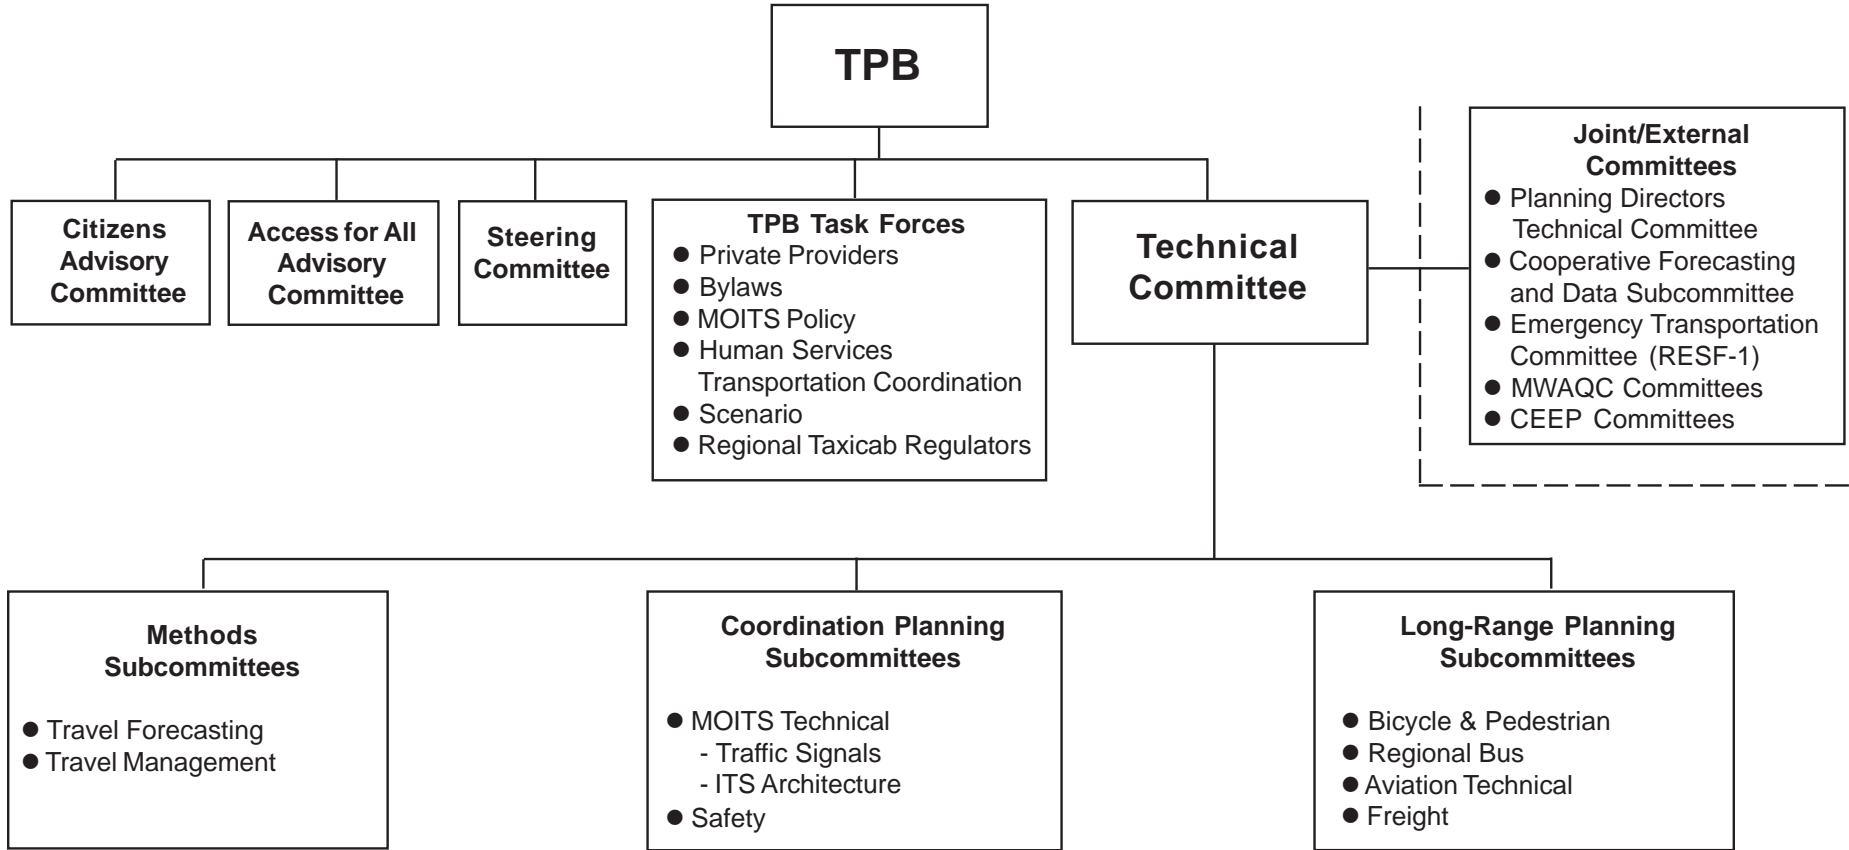 TPB
Citizens
Advisory
Committee
Access for All
Advisory
Committee
Steering
Committee
TPB Task Forces
● Private Providers
● Bylaws
● MOITS Policy
● Human Services
Transportation Coordination
● Scenario
● Regional Taxicab Regulators
Technical
Committee
Joint/External
Committees
● Planning Directors
Technical Committee
● Cooperative Forecasting
and Data Subcommittee
● Emergency Transportation
Committee (RESF-1)
● MWAQC Committees
● CEEP Committees
Methods
Subcommittees
● Travel Forecasting
● Travel Management
Coordination Planning
Subcommittees
● MOITS Technical
- Traffic Signals
- ITS Architecture
● Safety
Long-Range Planning
Subcommittees
● Bicycle & Pedestrian
● Regional Bus
● Aviation Technical
● Freight